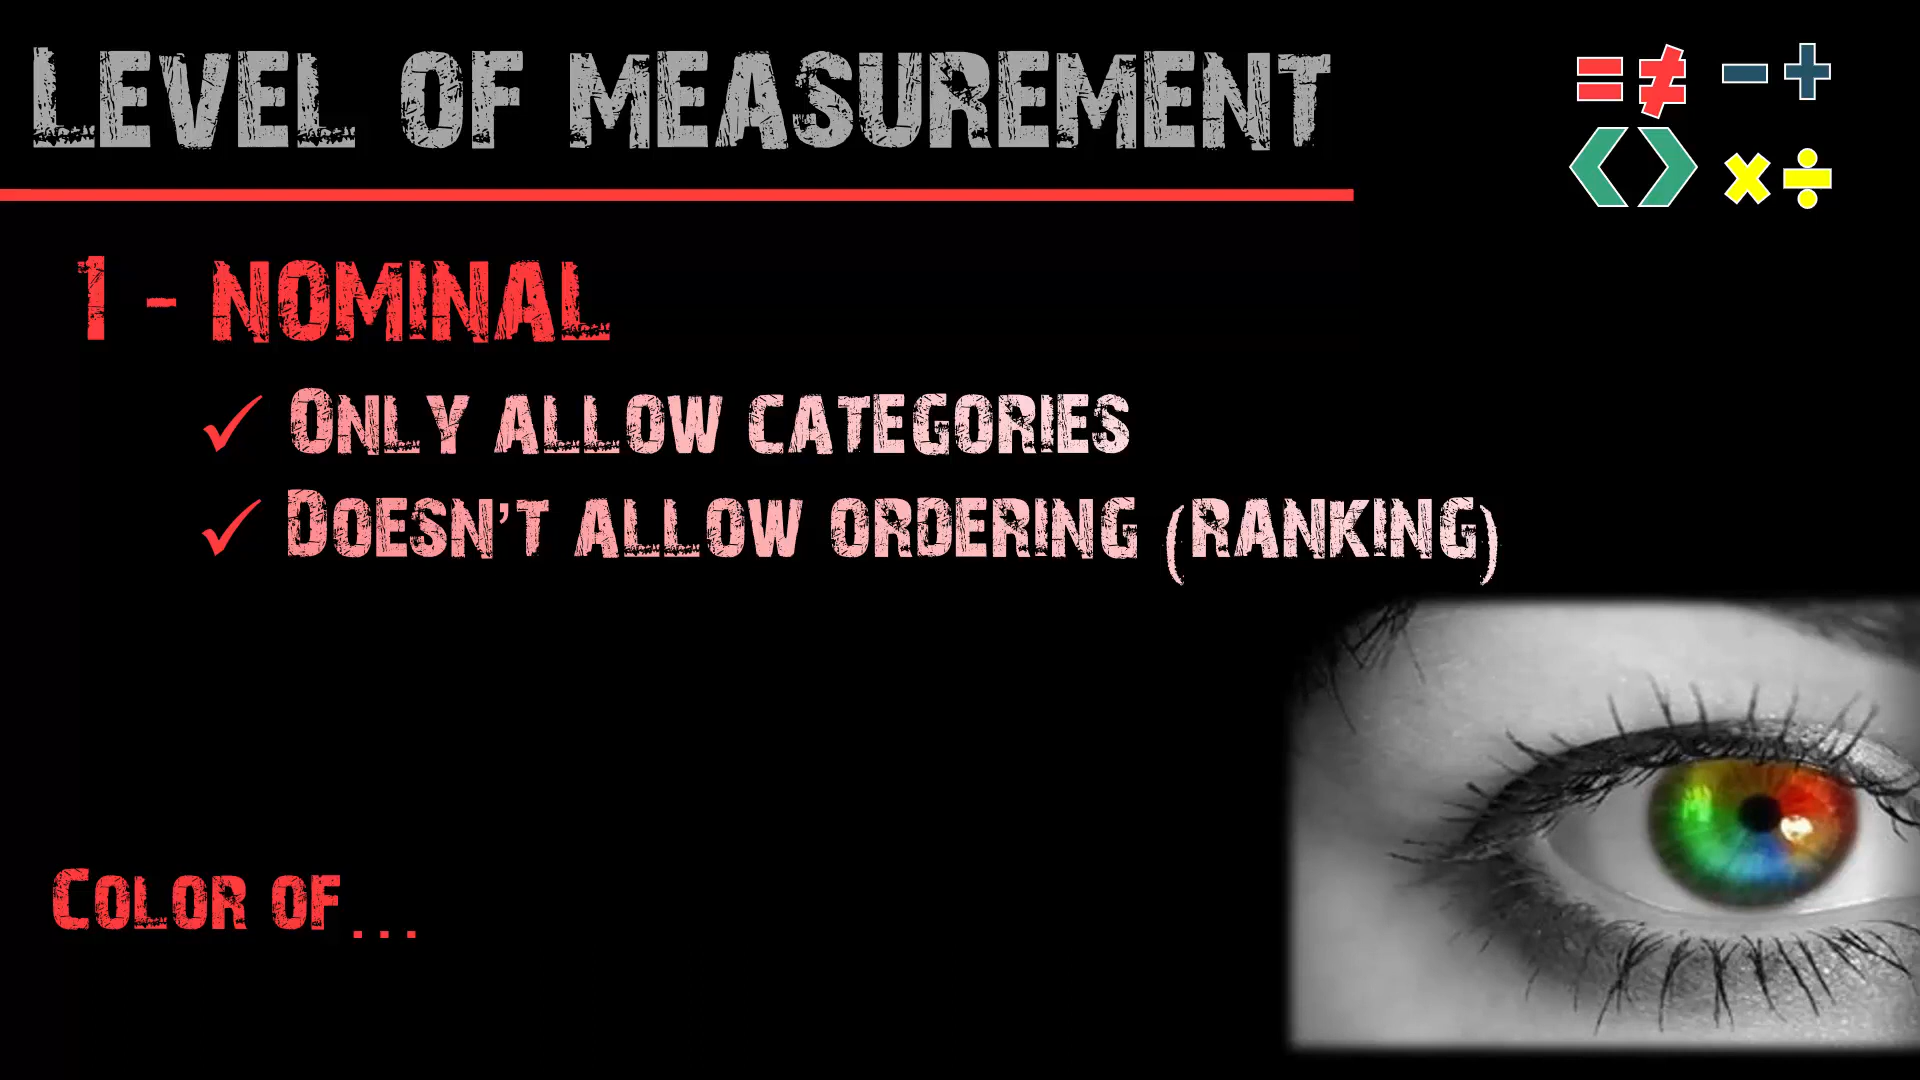 Level of measurement
= ≠ − +
< > × ÷
1 - nominal
✓ Only allow categories
✓ Doesn't allow ordering (ranking)
Color of...